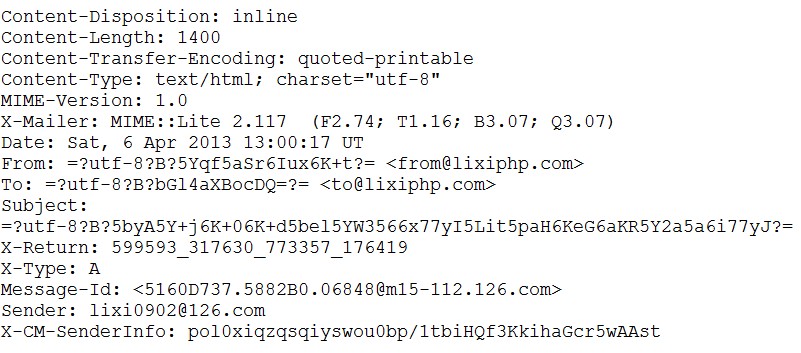 Content-Disposition: inline
Content-Length: 1400
Content-Transfer-Encoding: quoted-printable
Content-Type: text/html; charset="utf-8"
MIME-Version: 1.0
X-Mailer: MIME::Lite 2.117  (F2.74; T1.16; B3.07; Q3.07)
Date: Sat, 6 Apr 2013 13:00:17 UT
From: =?utf-8?B?5Yqf5aSr6Iux6K+t?= <from@lixiphp.com>
To: =?utf-8?B?bGl4aXBocDQ=?= <to@lixiphp.com>
Subject:
=?utf-8?B?5byA5Y+j6K+06K+d5bel5YW3566x77yI5Lit5paH6KeG6aKR5Y2a5a6i77yJ?=
X-Return: 599593_317630_773357_176419
X-Type: A
Message-Id: <5160D737.5882B0.06848@m15-112.126.com>
Sender: lixi0902@126.com
X-CM-SenderInfo: pol0xiqzqsqiyswou0bp/1tbiHQf3KkihaGcr5wAAst